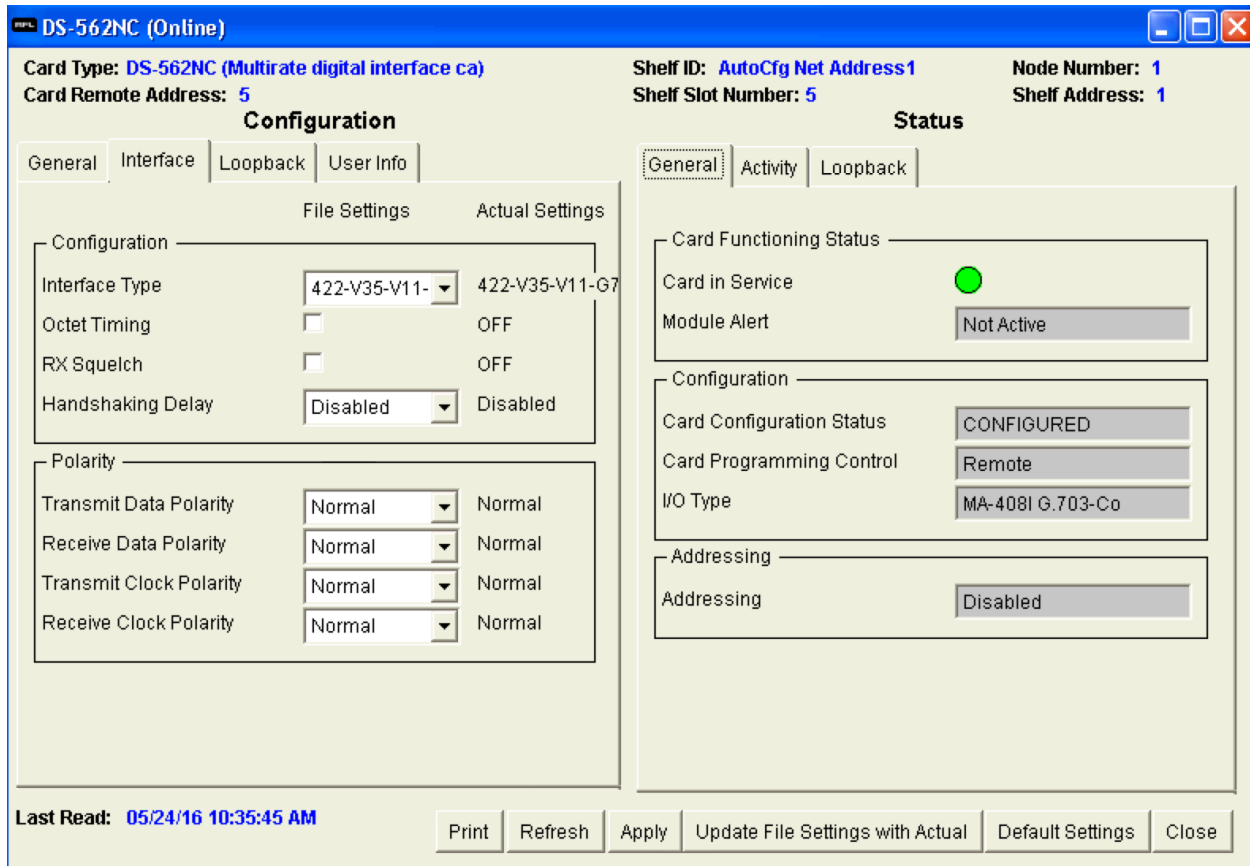 RFL DS-562NC (Online)
Card Type: DS-562NC (Multirate digital interface ca)
Shelf ID: AutoCfg Net Address1
Node Number: 1
Card Remote Address: 5
Shelf Slot Number: 5
Shelf Address: 1
Configuration
General Interface Loopback User Info
File Settings Actual Settings
Configuration
Interface Type 422-V35-V11- 422-V35-V11-G7
Octet Timing OFF
RX Squelch OFF
Handshaking Delay Disabled Disabled
Polarity
Transmit Data Polarity Normal Normal
Receive Data Polarity Normal Normal
Transmit Clock Polarity Normal Normal
Receive Clock Polarity Normal Normal
Status
General Activity Loopback
Card Functioning Status
Card in Service
Module Alert Not Active
Configuration
Card Configuration Status CONFIGURED
Card Programming Control Remote
I/O Type MA-408I G.703-Co
Addressing
Addressing Disabled
Last Read: 05/24/16 10:35:45 AM
Print Refresh Apply Update File Settings with Actual Default Settings Close